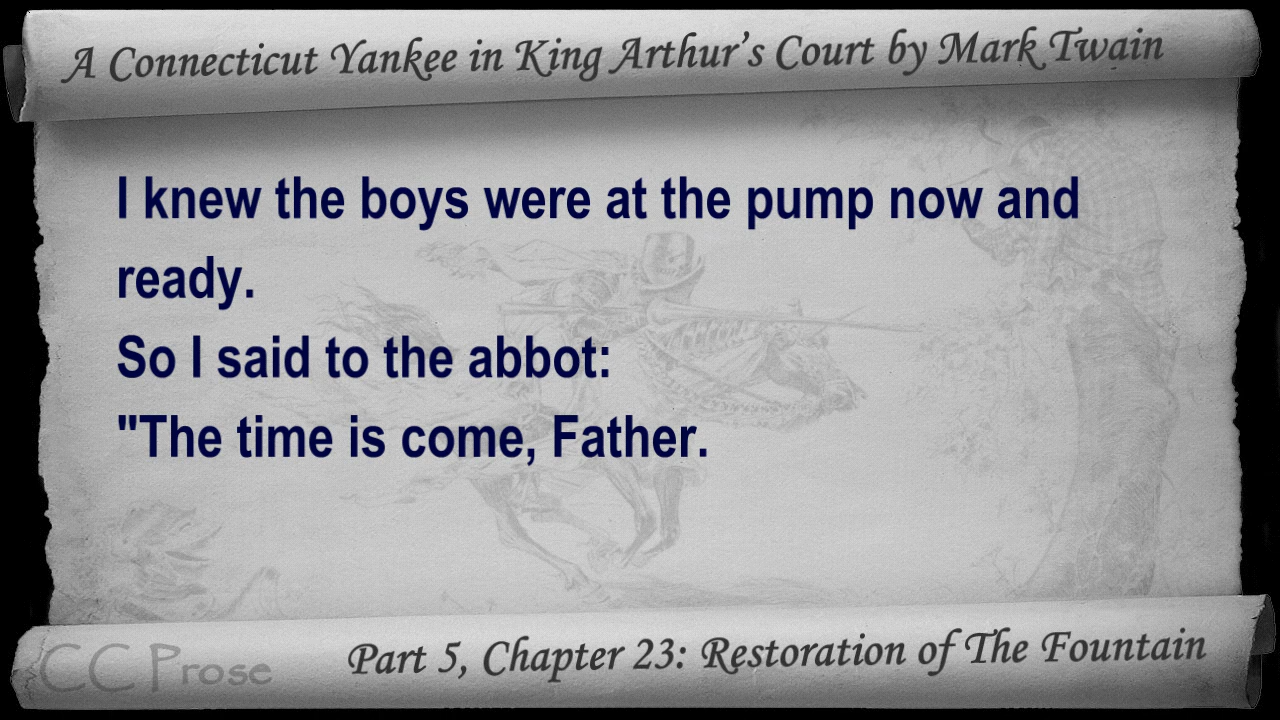 A Connecticut Yankee in King Arthur's Court by Mark Twain
I knew the boys were at the pump now and
ready.
So I said to the abbot:
"The time is come, Father.
CC Prose
Part 5, Chapter 23: Restoration of The Fountain